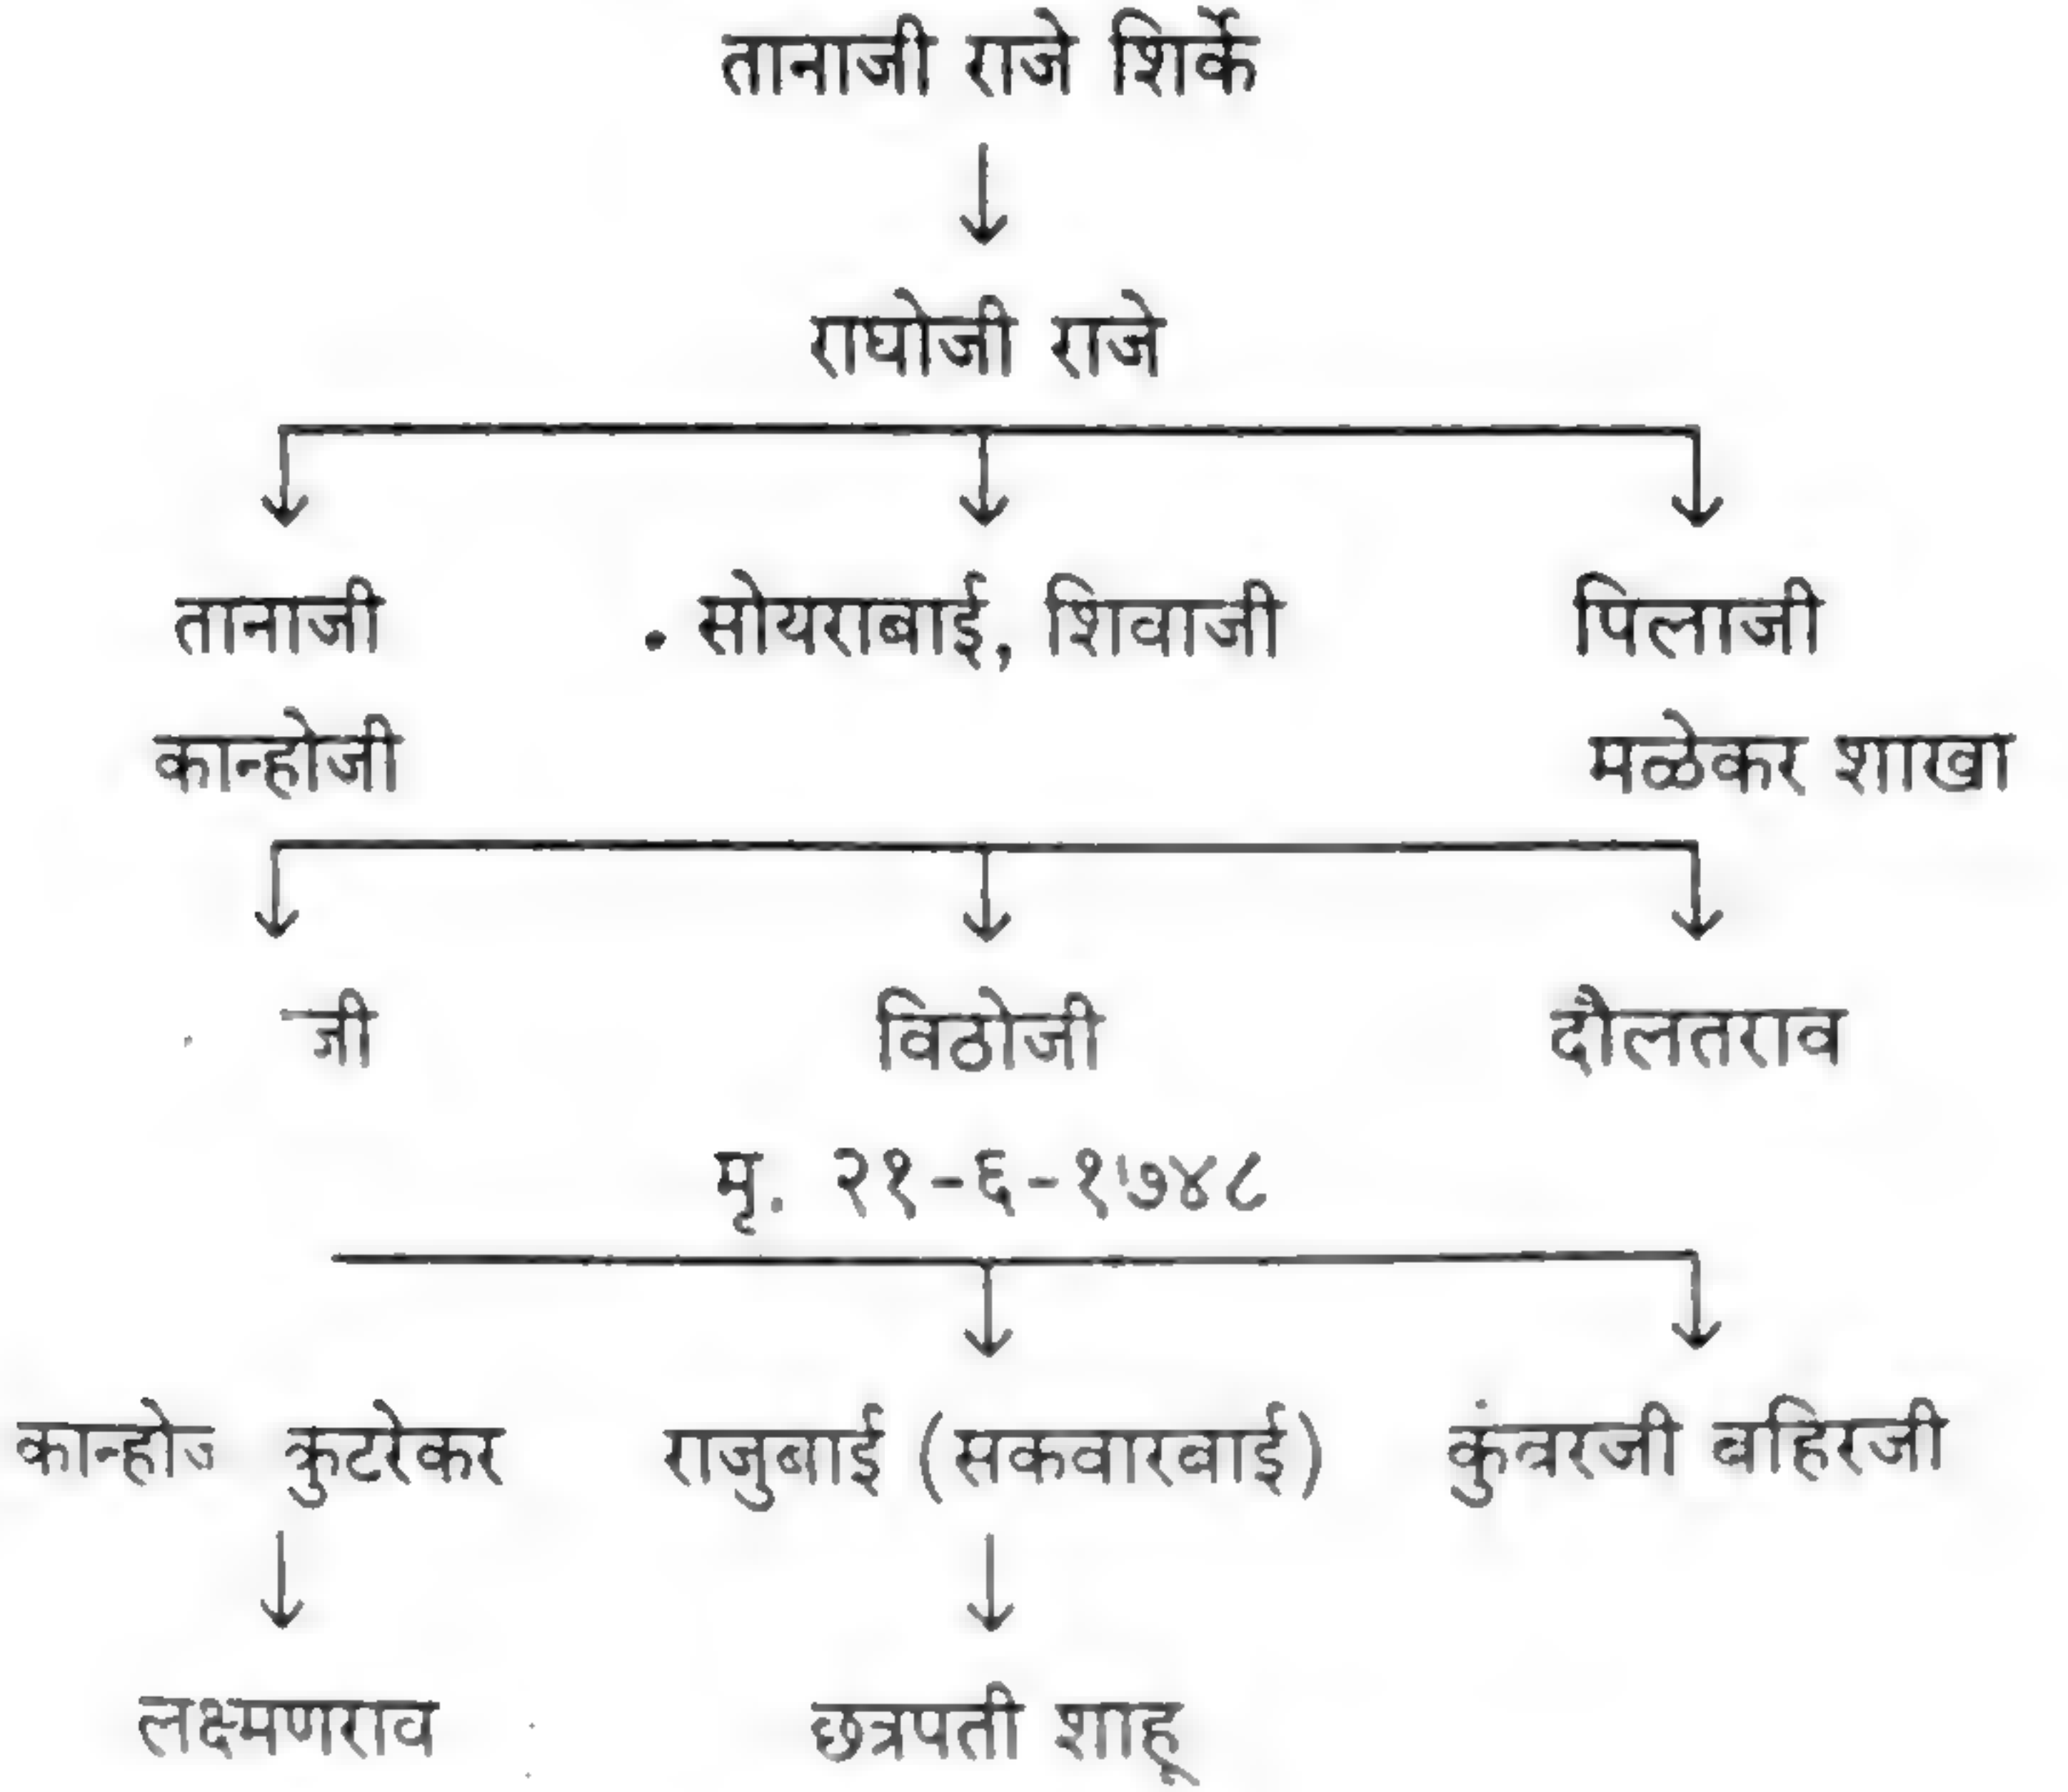 तानाजी राजे शिर्के
राघोजी राजे
तानाजी सोयराबाई, शिवाजी पिलाजी
कान्होजी मळेकर शाखा
विठोजी दौलतराव
मृ. २१-६-१७४८
कुटरेकर राजुबाई (सकवारबाई) कुंवरजी बहिरजी
लक्ष्मणराव छत्रपती शाहू